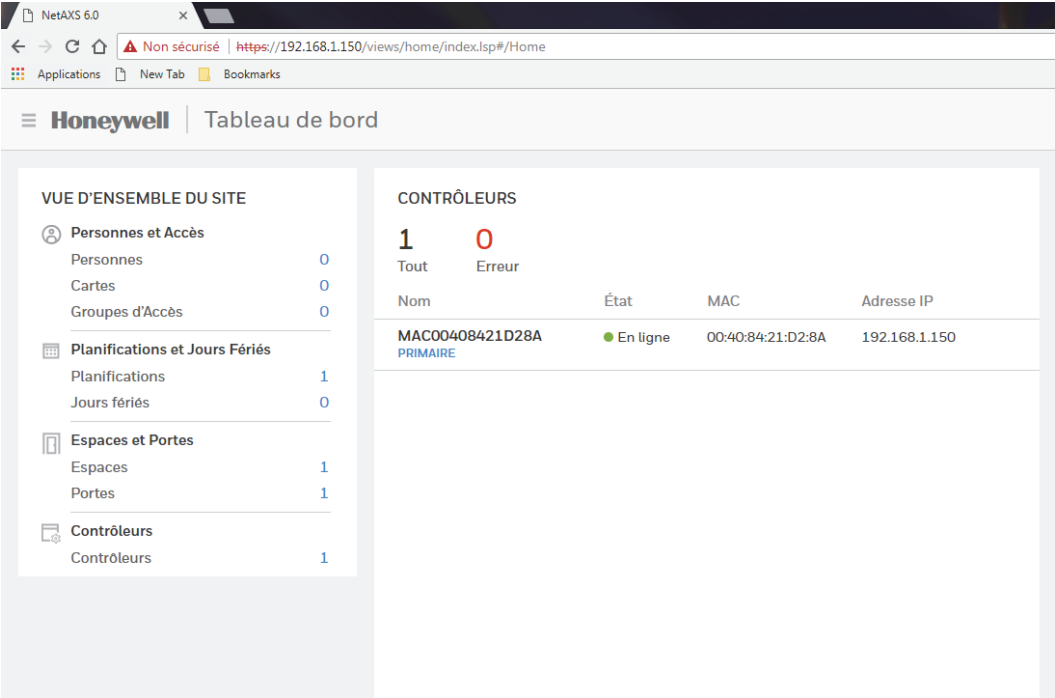 NetAXS 6.0
Non sécurisé https://192.168.1.150/views/home/index.lsp#/Home
Applications New Tab Bookmarks
Honeywell Tableau de bord
VUE D'ENSEMBLE DU SITE
Personnes et Accès
Personnes 0
Cartes 0
Groupes d'Accès 0
Planifications et Jours Fériés
Planifications 1
Jours fériés 0
Espaces et Portes
Espaces 1
Portes 1
Contrôleurs
Contrôleurs 1
CONTRÔLEURS
1 0
Tout Erreur
Nom État MAC Adresse IP
MAC00408421D28A En ligne 00:40:84:21:D2:8A 192.168.1.150
PRIMAIRE